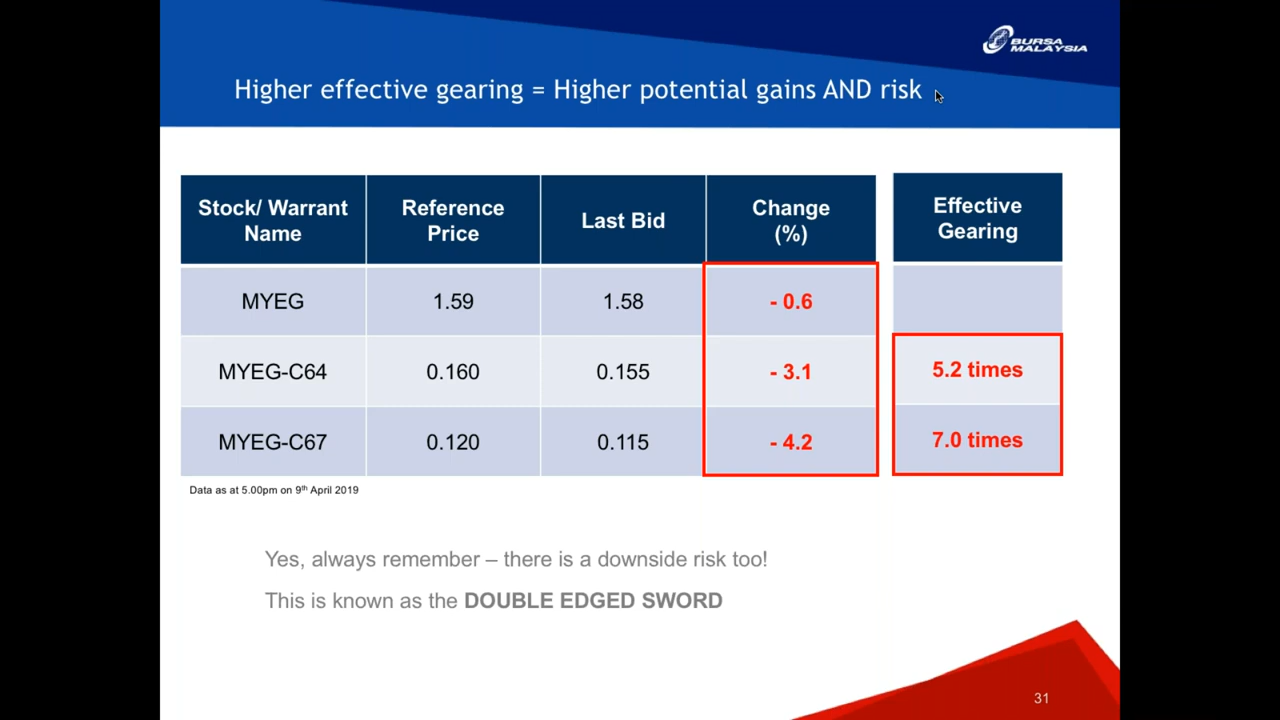 BURSA
MALAYSIA
Higher effective gearing = Higher potential gains AND risk
Stock/ Warrant
Name
Reference
Price
Last Bid
Change
(%)
Effective
Gearing
MYEG 1.59 1.58 - 0.6
MYEG-C64 0.160 0.155 - 3.1 5.2 times
MYEG-C67 0.120 0.115 - 4.2 7.0 times
Data as at 5.00pm on 9th April 2019
Yes, always remember – there is a downside risk too!
This is known as the DOUBLE EDGED SWORD
31